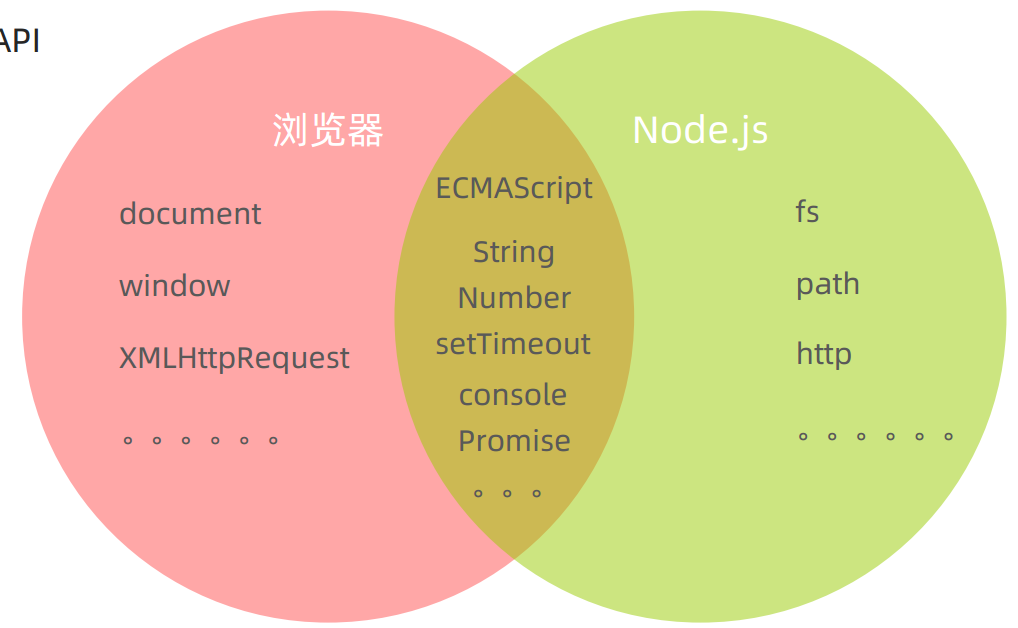 API
浏览器
document
window
XMLHttpRequest
。。。。。。
ECMAScript
String
Number
setTimeout
console
Promise
。。。
Node.js
fs
path
http
。。。。。。